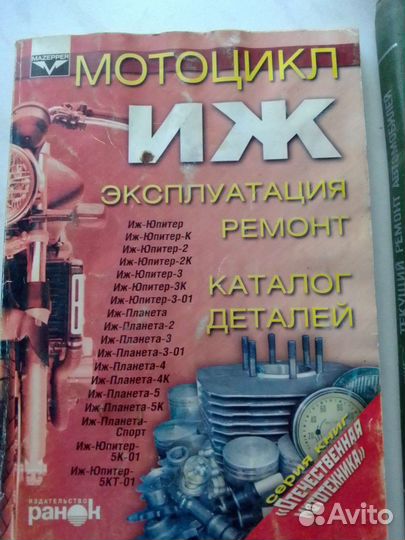 MAZEPPER
МОТОЦИКЛ
ИЖ
ЭКСПЛУАТАЦИЯ
РЕМОНТ
КАТАЛОГ
ДЕТАЛЕЙ
Иж-Юпитер
Иж-Юпитер-К
Иж-Юпитер-2
Иж-Юпитер-2К
Иж-Юпитер-3
Иж-Юпитер-3К
Иж-Юпитер-3-01
Иж-Планета
Иж-Планета-2
Иж-Планета-3
Иж-Планета-3-01
Иж-Планета-4
Иж-Планета-4К
Иж-Планета-5
Иж-Планета-5К
Иж-Планета-
Спорт
Иж-Юпитер-
5К-01
Иж-Юпитер-
5КТ-01
серия книг
«ОТЕЧЕСТВЕННАЯ
МОТОТЕХНИКА»
ИЗДАТЕЛЬСТВО
РАНОК
ТЕКУЩИЙ РЕМОНТ АВТОМОБИЛЕЙ
Avito